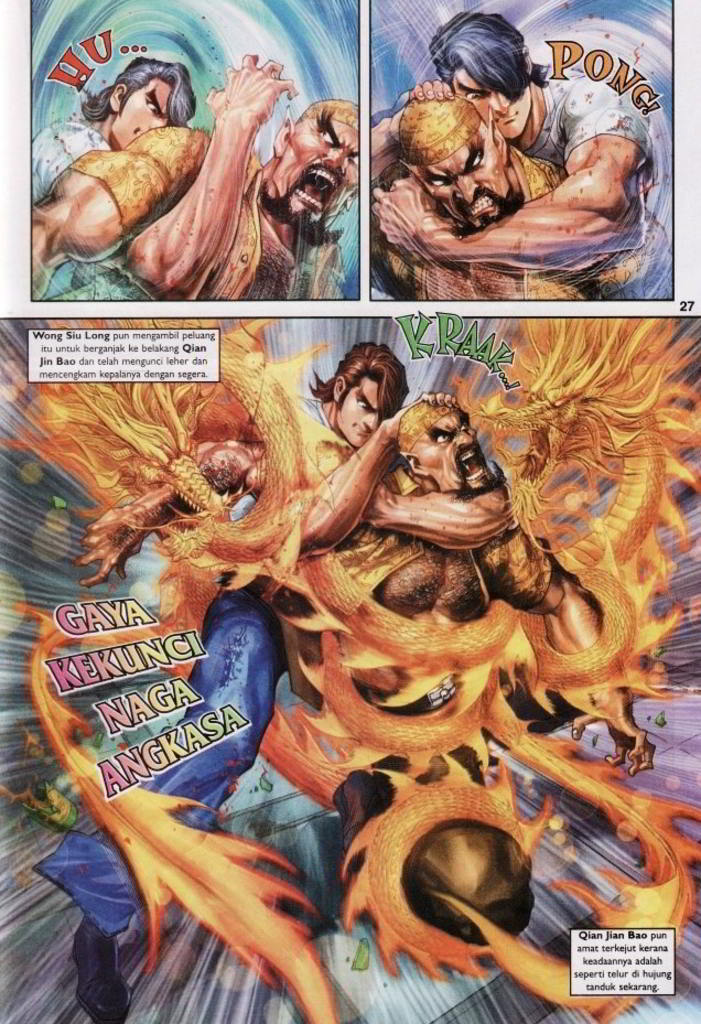 HU...
PONG!
27
Wong Siu Long pun mengambil peluang
itu untuk berganjak ke belakang Qian
Jin Bao dan telah mengunci leher dan
mencengkam kepalanya dengan segera.
KRAAK...!
GAYA
KEKUNCI
NAGA
ANGKASA
Qian Jian Bao pun
amat terkejut kerana
keadaannya adalah
seperti telur di hujung
tanduk sekarang.